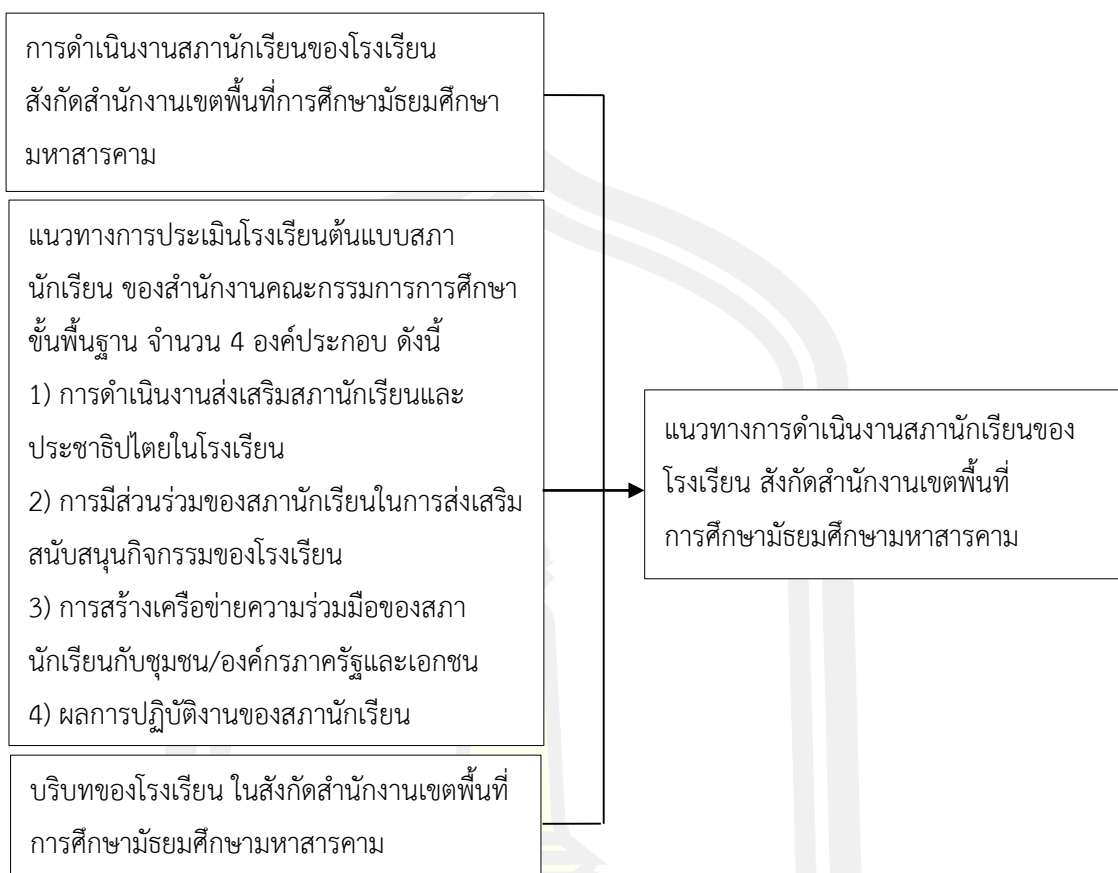 การดำเนินงานสภานักเรียนของโรงเรียน
สังกัดสำนักงานเขตพื้นที่การศึกษามัธยมศึกษา
มหาสารคาม
แนวทางการประเมินโรงเรียนต้นแบบสภา
นักเรียน ของสำนักงานคณะกรรมการการศึกษา
ขั้นพื้นฐาน จำนวน 4 องค์ประกอบ ดังนี้
1) การดำเนินงานส่งเสริมสภานักเรียนและ
ประชาธิปไตยในโรงเรียน
2) การมีส่วนร่วมของสภานักเรียนในการส่งเสริม
สนับสนุนกิจกรรมของโรงเรียน
3) การสร้างเครือข่ายความร่วมมือของสภา
นักเรียนกับชุมชน/องค์กรภาครัฐและเอกชน
4) ผลการปฏิบัติงานของสภานักเรียน
บริบทของโรงเรียน ในสังกัดสำนักงานเขตพื้นที่
การศึกษามัธยมศึกษามหาสารคาม
แนวทางการดำเนินงานสภานักเรียนของ
โรงเรียน สังกัดสำนักงานเขตพื้นที่
การศึกษามัธยมศึกษามหาสารคาม